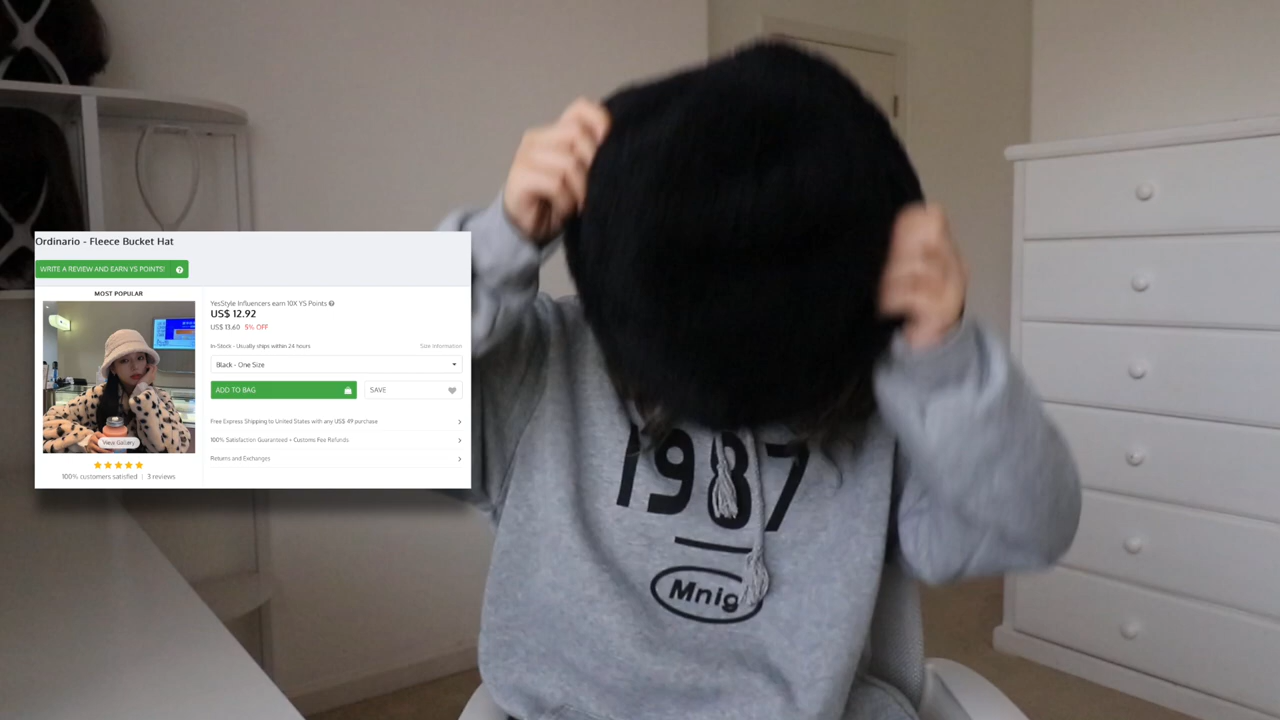 Ordinario - Fleece Bucket Hat
WRITE A REVIEW AND EARN YS POINTS!
MOST POPULAR
View Gallery
100% customers satisfied | 3 reviews
YesStyle Influencers earn 10X YS Points
US$ 12.92
US$ 13.60 5% OFF
In-Stock - Usually ships within 24 hours
Size Information
Black - One Size
ADD TO BAG
SAVE
Free Express Shipping to United States with any US$ 49 purchase
100% Satisfaction Guaranteed + Customs Fee Refunds
Returns and Exchanges
1987
Mnig